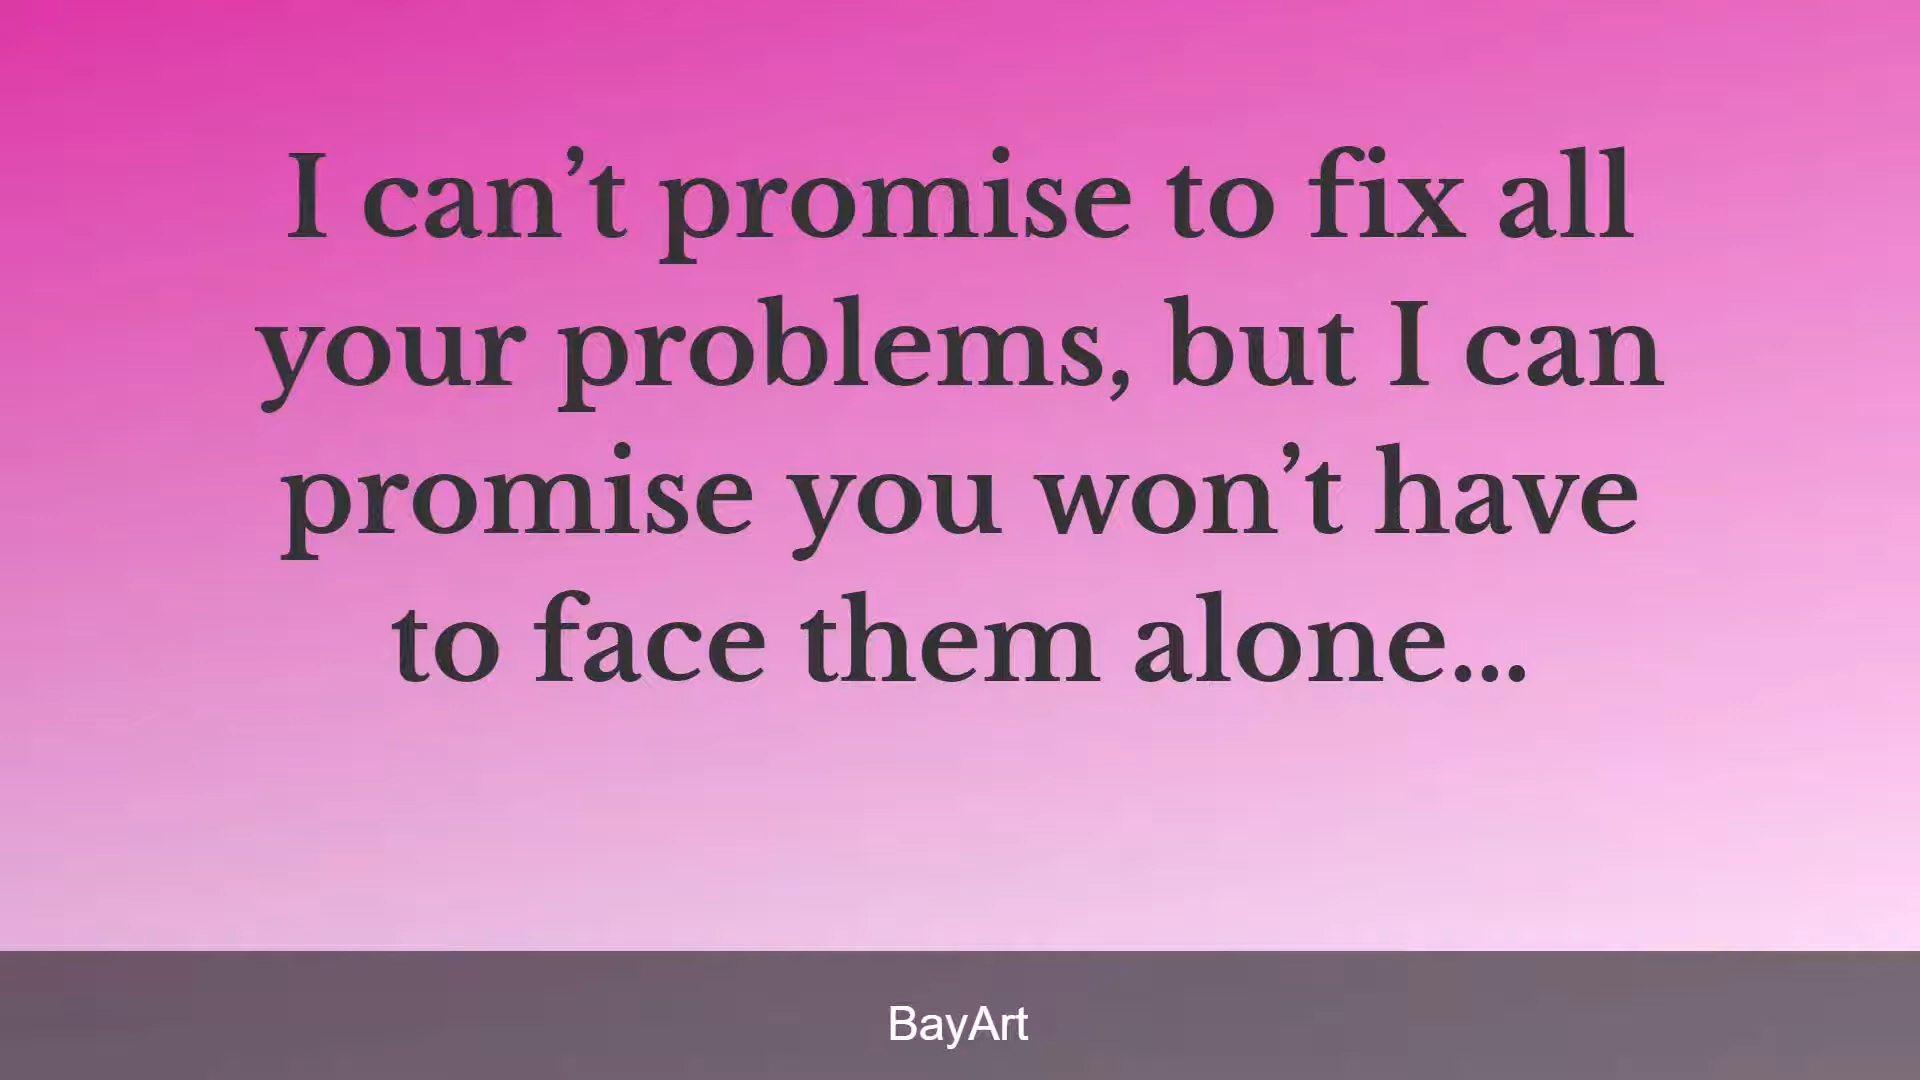 I can’t promise to fix all
your problems, but I can
promise you won’t have
to face them alone...
BayArt